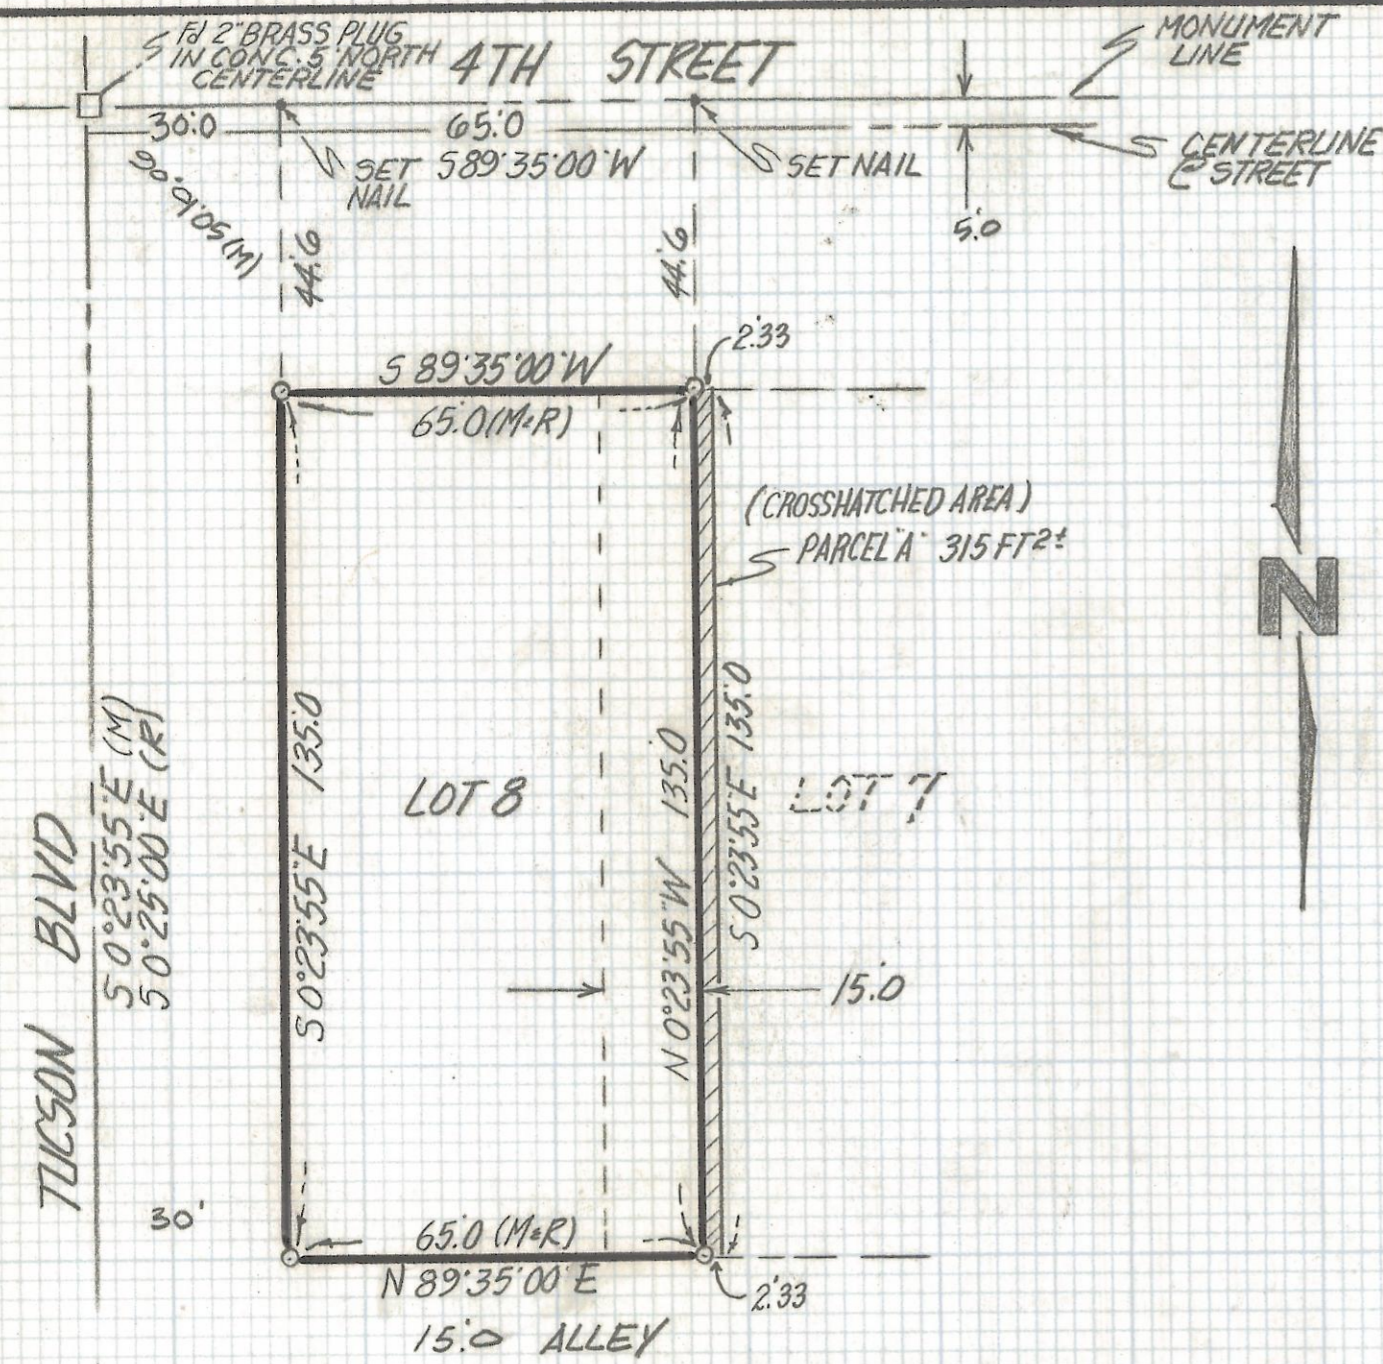 Fd 2" BRASS PLUG
IN CONC. 5' NORTH
CENTERLINE
4TH STREET
MONUMENT
LINE
30.'0
65.'0
S 89°35'00" W
SET
NAIL
SET NAIL
CENTERLINE
@ STREET
90°01'05 (M)
44.'6
44.'6
5.'0
2.'33
S 89°35'00" W
65.'0 (M&R)
(CROSSHATCHED AREA)
PARCEL "A" 315 FT²±
N
TUCSON BLVD
S 0°23'55" E (M)
S 0°25'00" E (R)
S 0°23'55" E 135.'0
LOT 8
N 0°23'55" W 135.'0
S 0°23'55" E 135.'0
LOT 7
15.'0
30'
65.'0 (M&R)
N 89°35'00" E
2.'33
15.'0 ALLEY